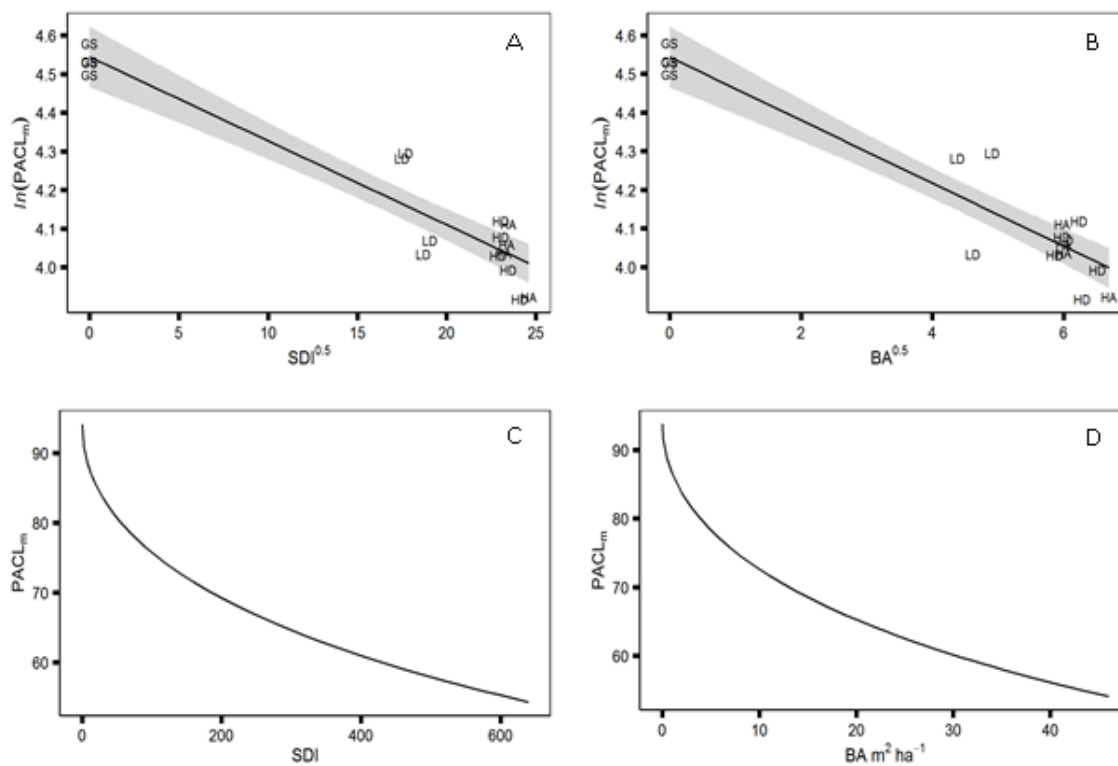 A
4.6
4.5
4.4
4.3
4.2
4.1
4.0
ln(PACLm)
GS
GS
GS
LD
LD
LD
LD
HD
HA
HD
HA
HD
HD
HD
HA
0
5
10
15
20
25
SDI^0.5
B
4.6
4.5
4.4
4.3
4.2
4.1
4.0
ln(PACLm)
GS
GS
GS
LD
LD
LD
HD
HA
HD
HD
HA
HD
HD
HA
0
2
4
6
BA^0.5
C
90
80
70
60
PACLm
0
200
400
600
SDI
D
90
80
70
60
PACLm
0
10
20
30
40
BA m² ha⁻¹